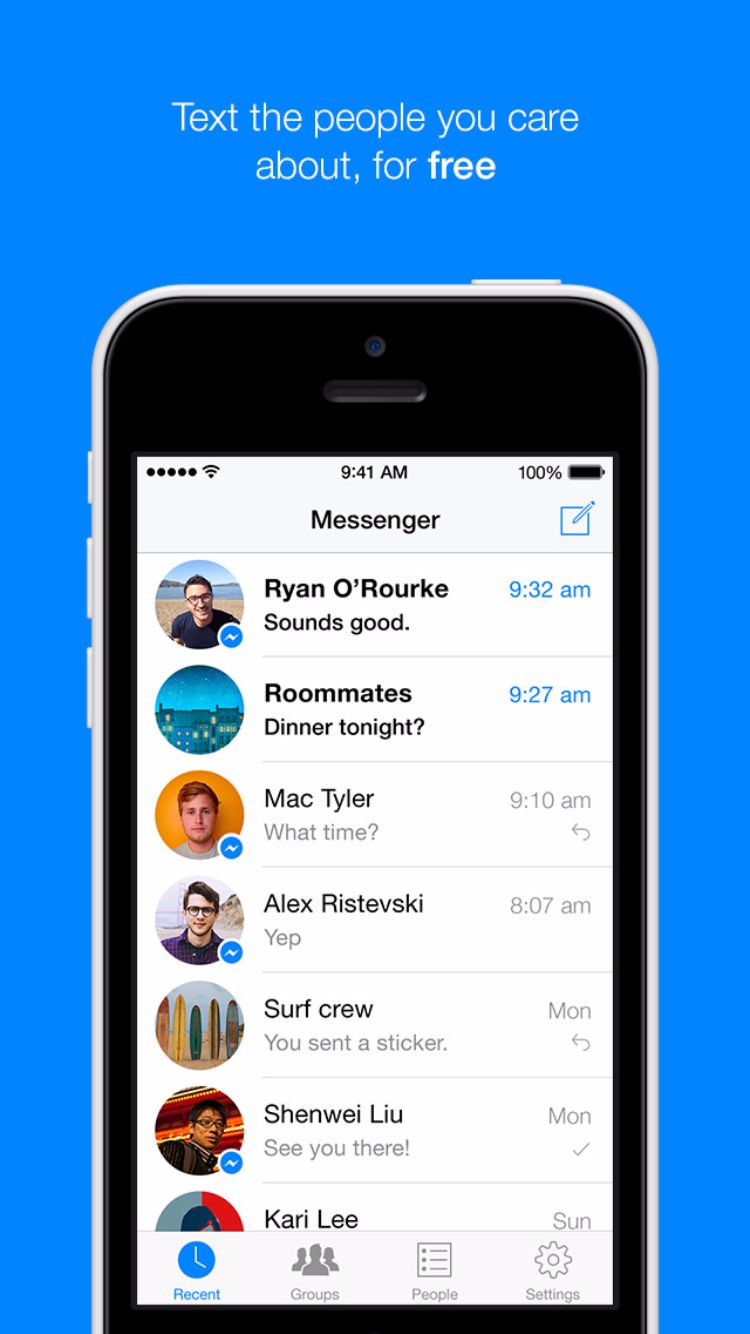 Text the people you care
about, for free
9:41 AM
100%
Messenger
Ryan O’Rourke
9:32 am
Sounds good.
Roommates
9:27 am
Dinner tonight?
Mac Tyler
9:10 am
What time?
Alex Ristevski
8:07 am
Yep
Surf crew
Mon
You sent a sticker.
Shenwei Liu
Mon
See you there!
Kari Lee
Sun
Recent
Groups
People
Settings